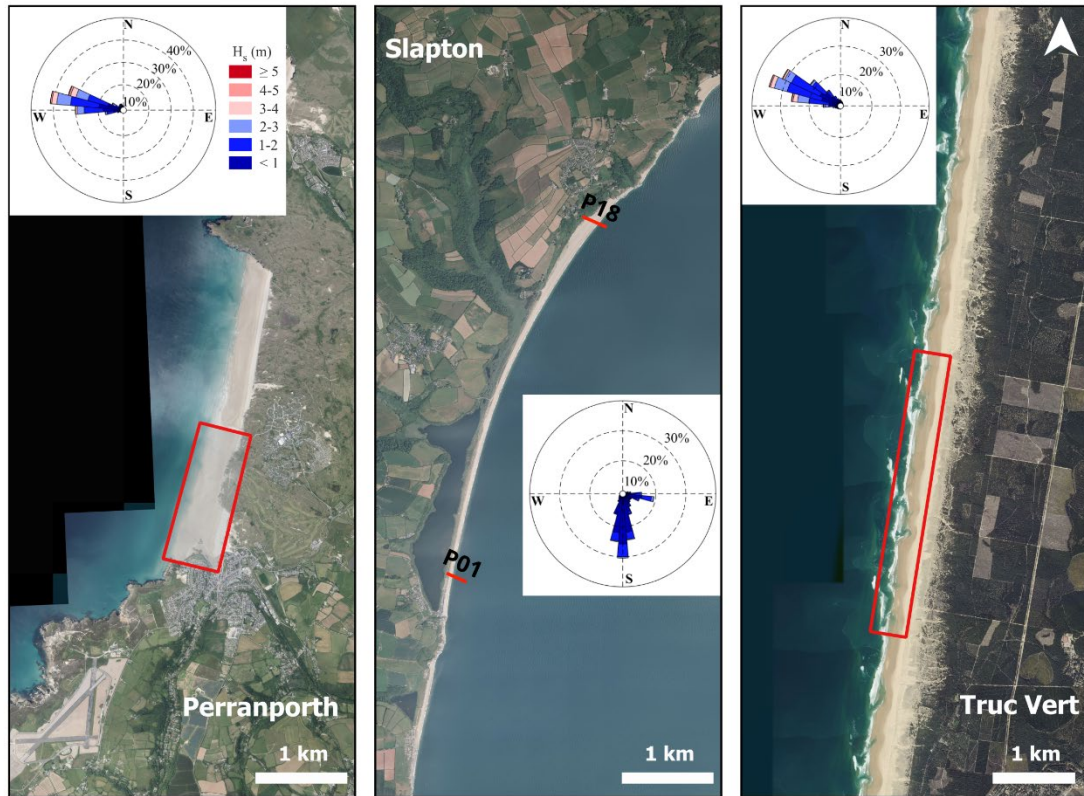 N
40%
30%
20%
10%
W
E
S
Hs (m)
≥ 5
4-5
3-4
2-3
1-2
< 1
Perranporth
1 km
Slapton
P18
P01
N
30%
20%
10%
W
E
S
1 km
N
40%
30%
20%
10%
W
E
S
Truc Vert
1 km